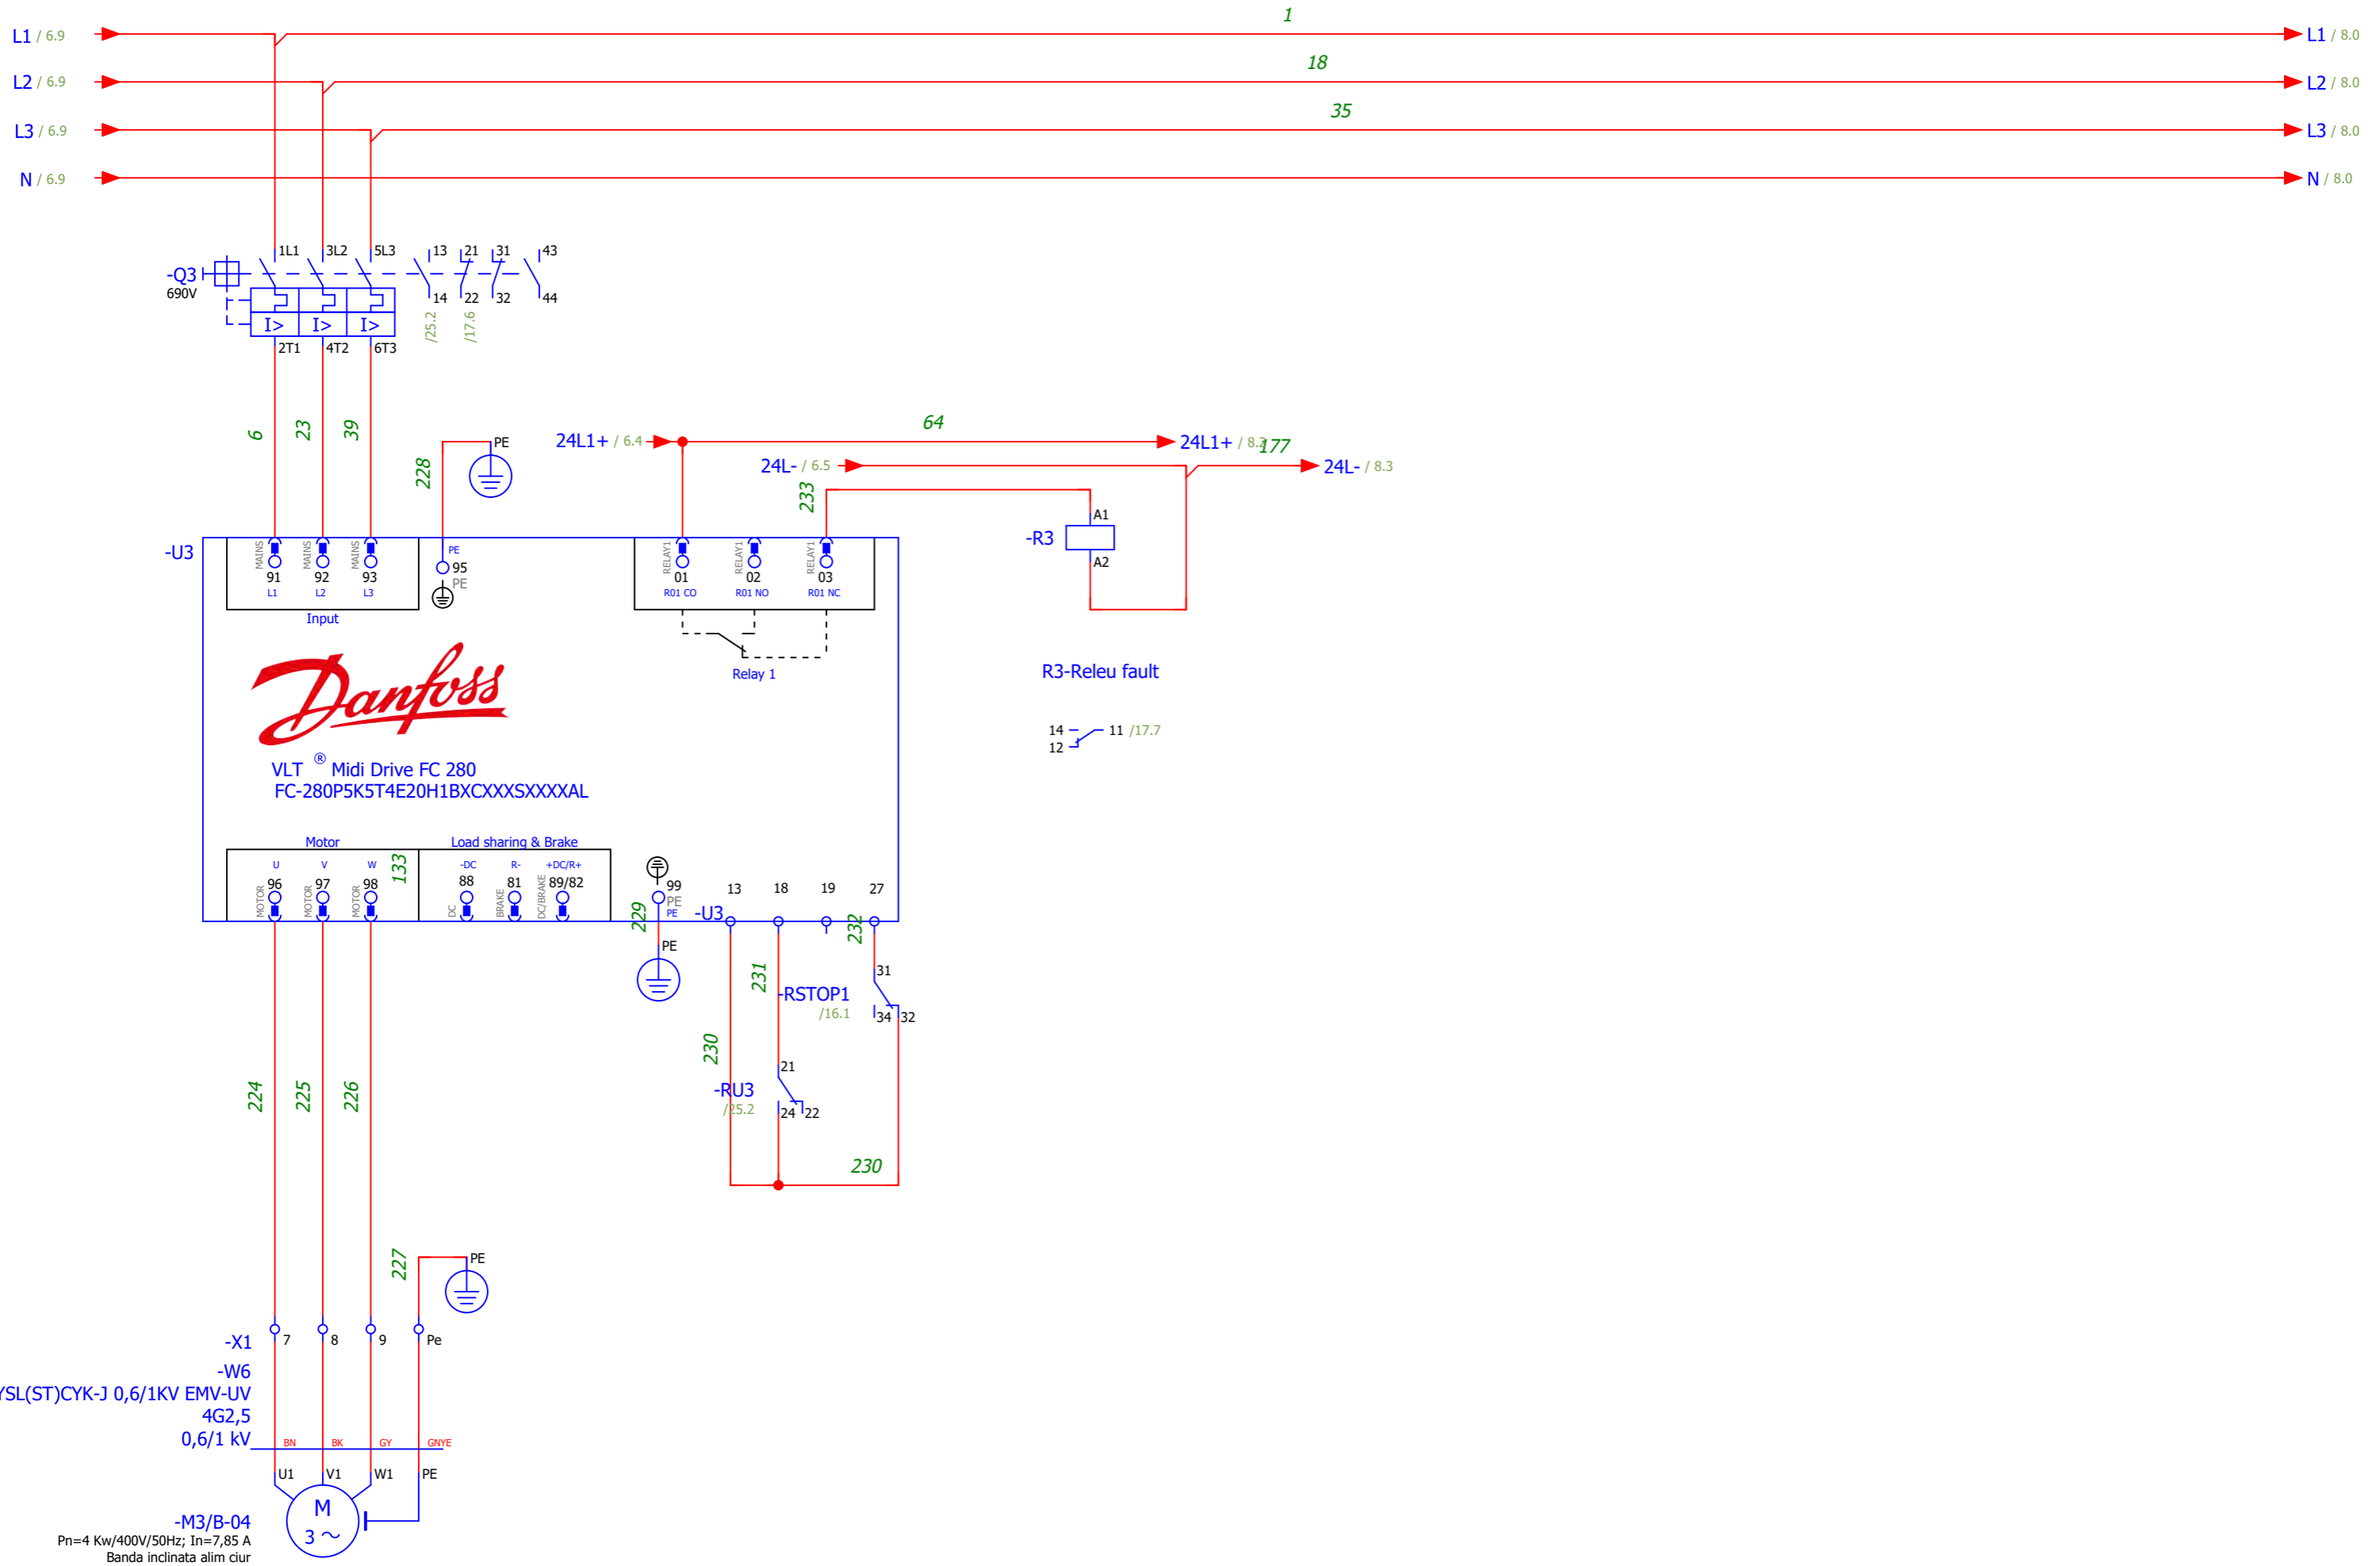 1
L1 / 6.9
L1 / 8.0
18
L2 / 6.9
L2 / 8.0
35
L3 / 6.9
L3 / 8.0
N / 6.9
N / 8.0
-Q3
690V
1L1 3L2 5L3 13 21 31 43
14 22 32 44
I> I> I>
/25.2 /17.6
2T1 4T2 6T3
6 23 39
228
PE
24L1+ / 6.4
64
24L1+ / 8.2
177
24L- / 6.5
24L- / 8.3
233
-R3
A1
A2
-U3
MAINS MAINS MAINS
91 92 93
L1 L2 L3
Input
PE
95
PE
RELAY1 RELAY1 RELAY1
01 02 03
R01 CO R01 NO R01 NC
Relay 1
R3-Releu fault
14 11 /17.7
12
Danfoss
VLT ® Midi Drive FC 280
FC-280P5K5T4E20H1BXCXXXSXXXXAL
Motor
U V W
96 97 98
MOTOR MOTOR MOTOR
133
Load sharing & Brake
-DC R- +DC/R+
88 81 89/82
DC BRAKE DC/BRAKE
99
PE
PE
229
PE
-U3
13 18 19 27
232
231
31
-RSTOP1
/16.1
34 32
230
21
-RU3
/25.2
24 22
230
224 225 226
227
PE
-X1
7 8 9 Pe
-W6
YSL(ST)CYK-J 0,6/1KV EMV-UV
4G2,5
0,6/1 kV
BN BK GY GNYE
U1 V1 W1 PE
M
3 ~
-M3/B-04
Pn=4 Kw/400V/50Hz; In=7,85 A
Banda inclinata alim ciur